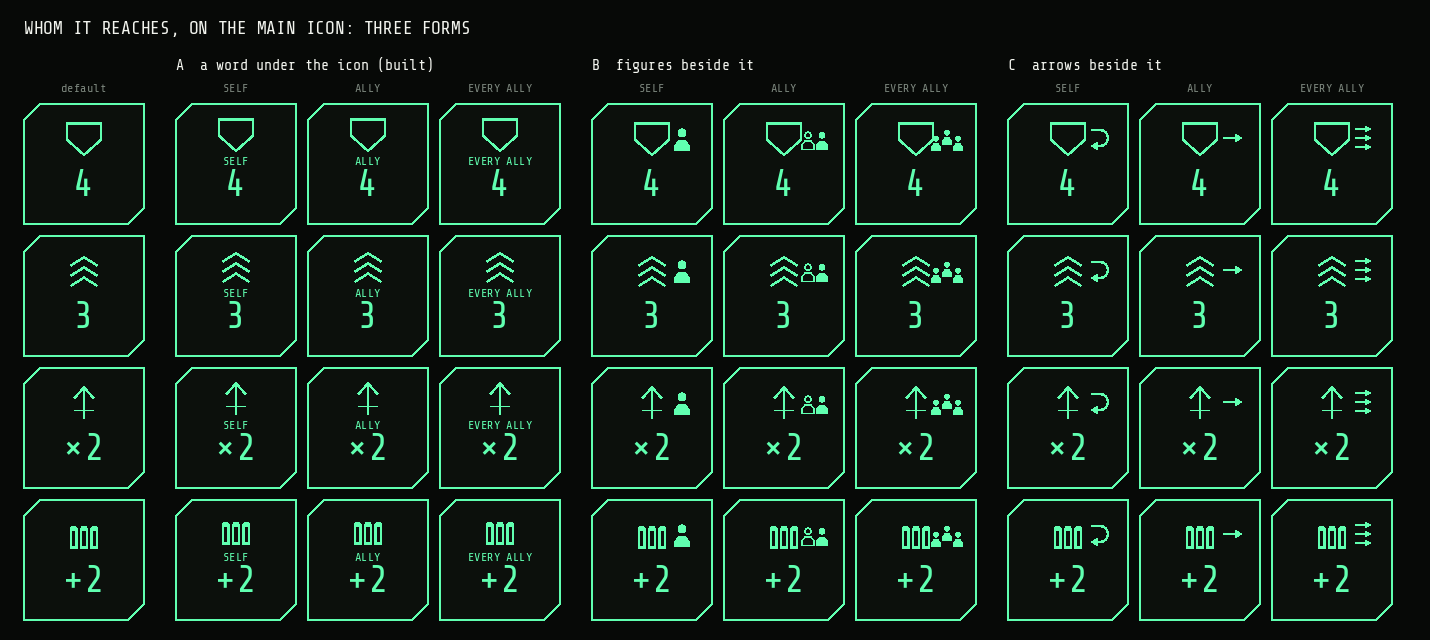 WHOM IT REACHES, ON THE MAIN ICON: THREE FORMS
A a word under the icon (built) B figures beside it C arrows beside it
default SELF ALLY EVERY ALLY SELF ALLY EVERY ALLY SELF ALLY EVERY ALLY
SELF ALLY EVERY ALLY
4 4 4 4 4 4 4 4 4 4
SELF ALLY EVERY ALLY
3 3 3 3 3 3 3 3 3 3
SELF ALLY EVERY ALLY
×2 ×2 ×2 ×2 ×2 ×2 ×2 ×2 ×2 ×2
SELF ALLY EVERY ALLY
+2 +2 +2 +2 +2 +2 +2 +2 +2 +2